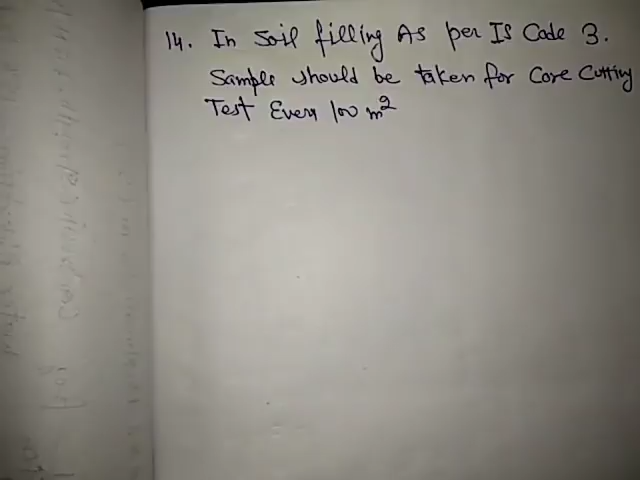 14. In Soil filling As per IS Code 3.
Sample should be taken for Core Cutting
Test Every 100 m²